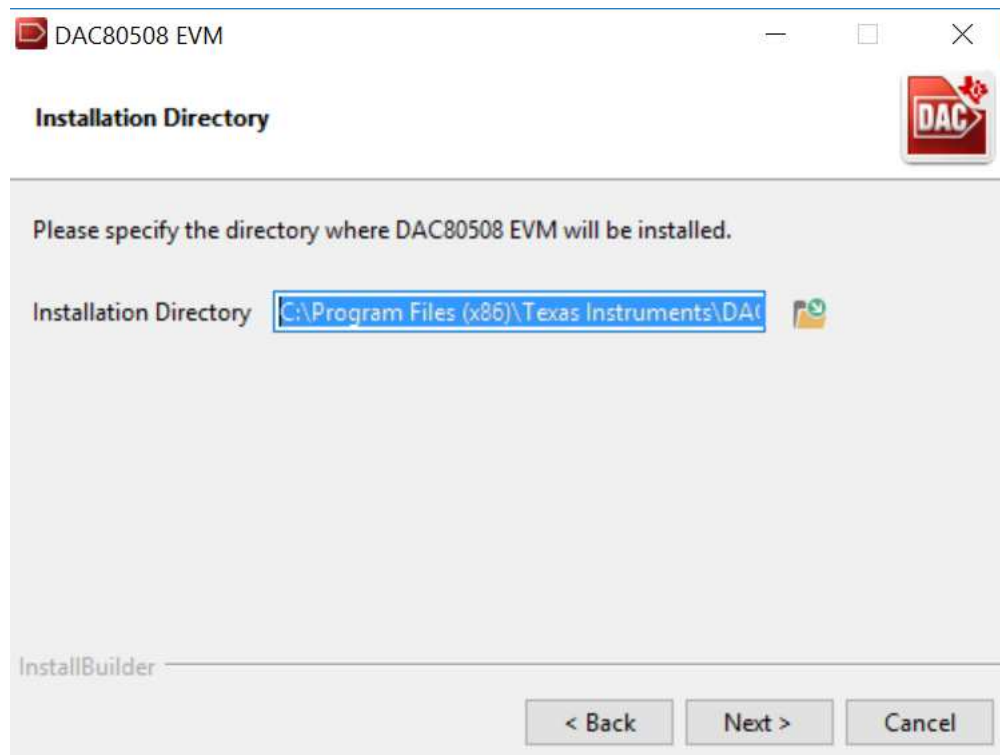 DAC80508 EVM
Installation Directory
DAC
Please specify the directory where DAC80508 EVM will be installed.
Installation Directory C:\Program Files (x86)\Texas Instruments\DAC
InstallBuilder
< Back Next > Cancel